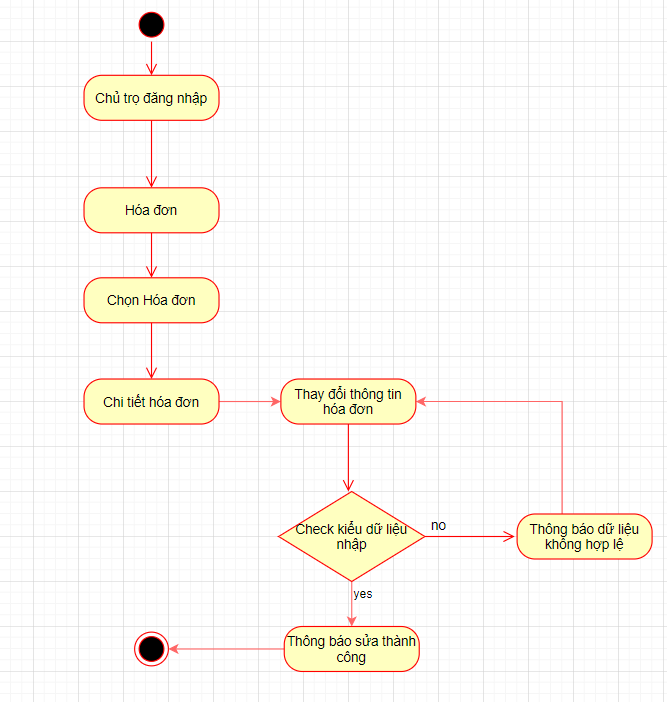 Chủ trọ đăng nhập
Hóa đơn
Chọn Hóa đơn
Chi tiết hóa đơn
Thay đổi thông tin
hóa đơn
Check kiểu dữ liệu
nhập
no
Thông báo dữ liệu
không hợp lệ
yes
Thông báo sửa thành
công